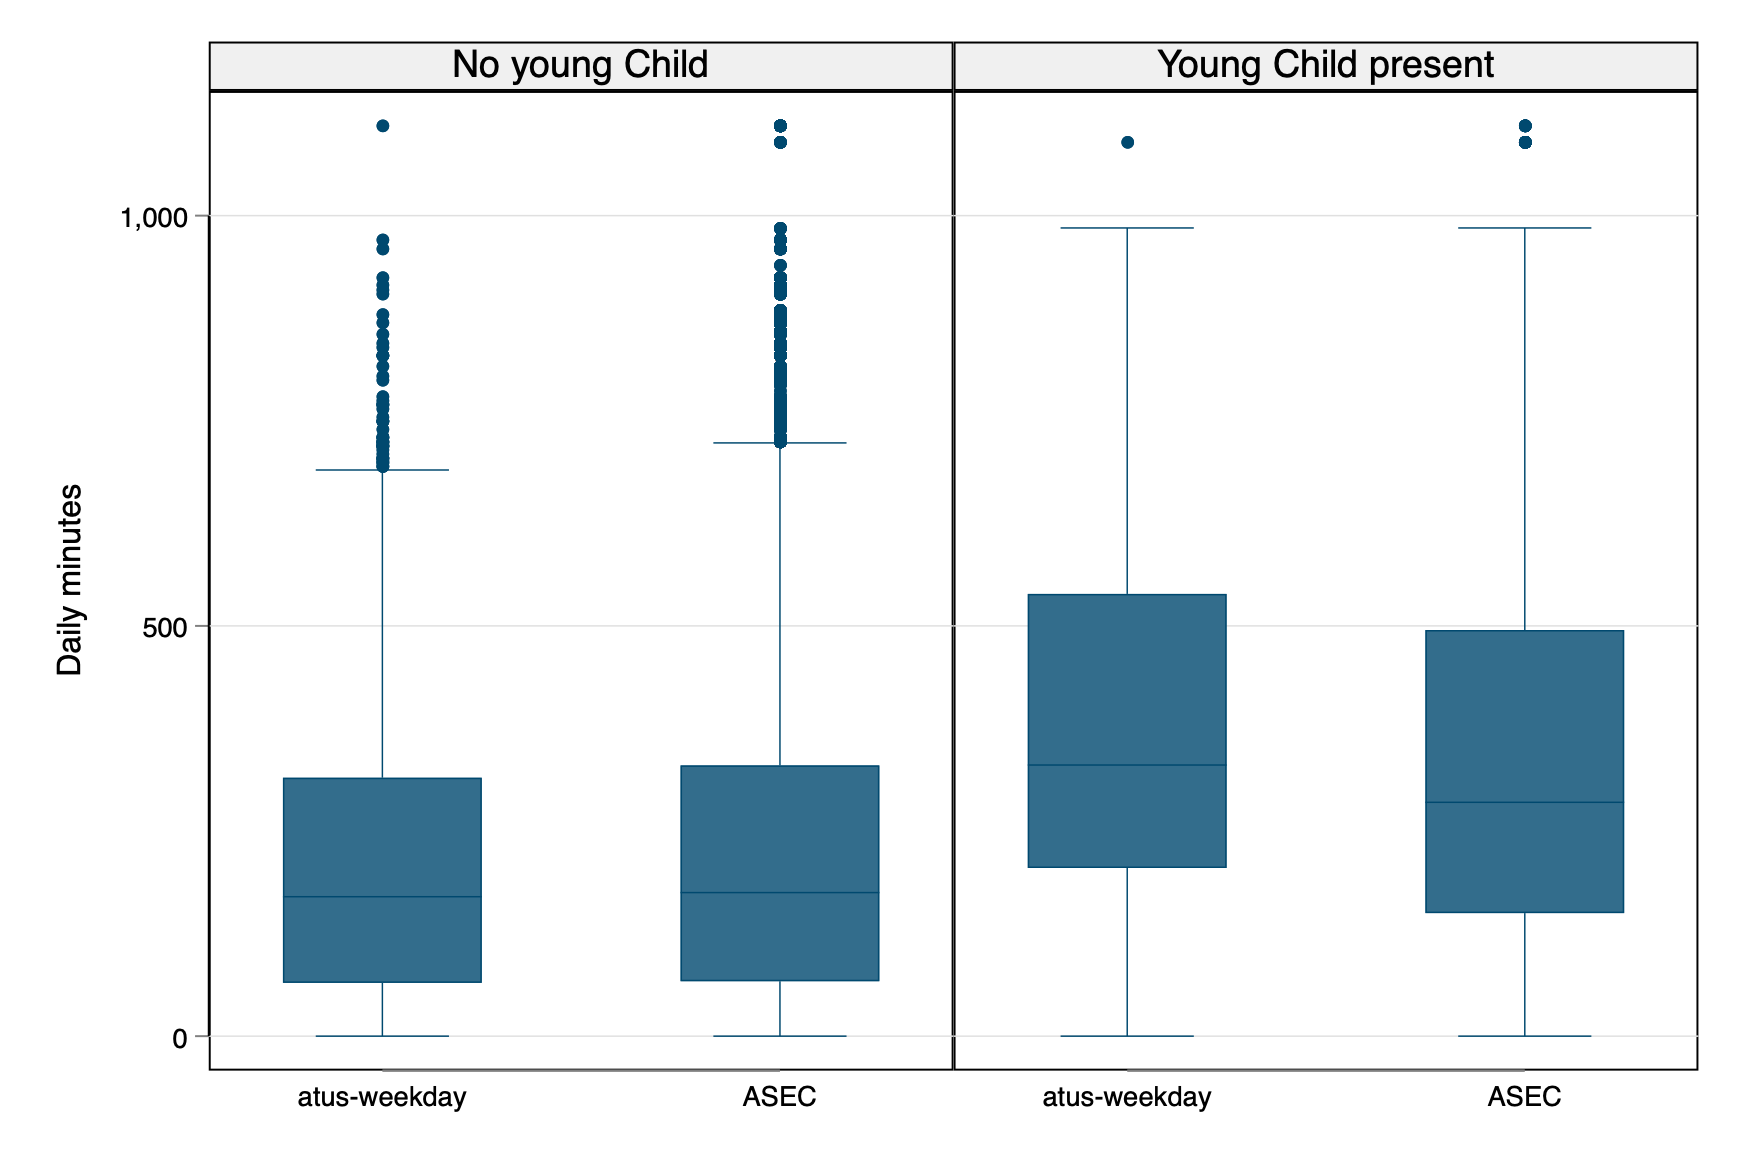 No young Child
Young Child present
Daily minutes
1,000
500
0
atus-weekday
ASEC
atus-weekday
ASEC